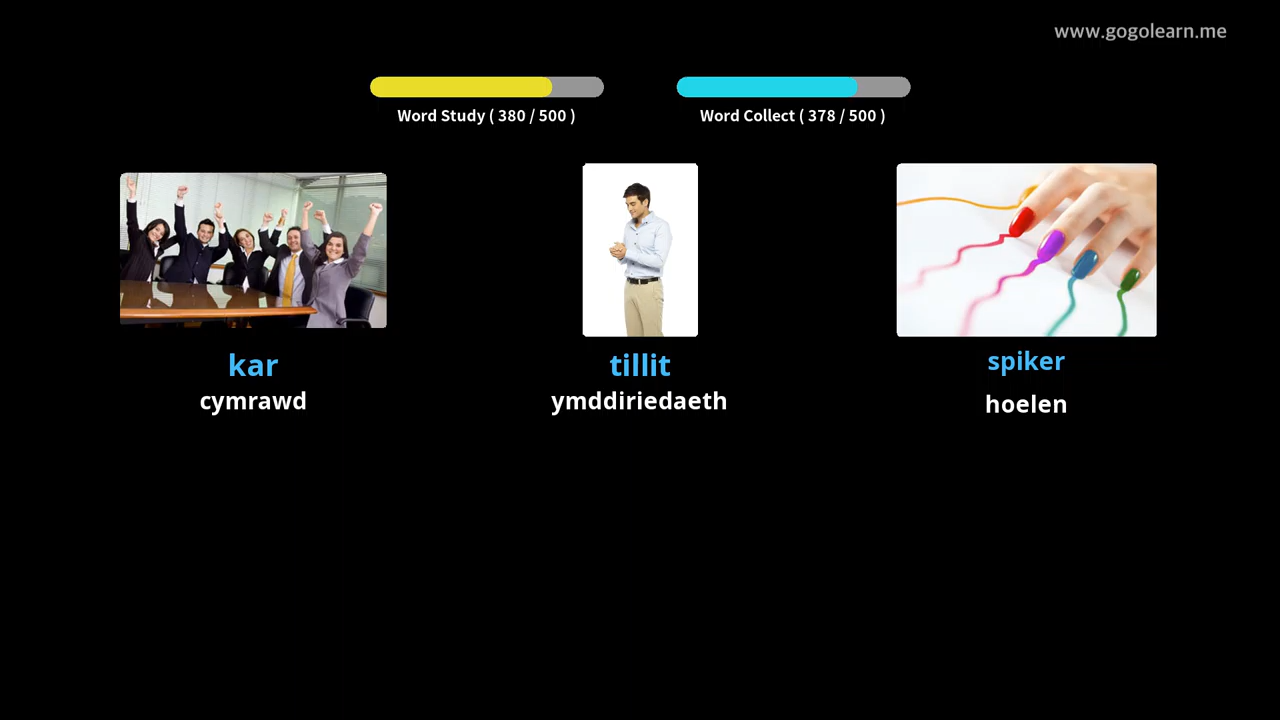 www.gogolearn.me
Word Study ( 380 / 500 )
Word Collect ( 378 / 500 )
kar
cymrawd
tillit
ymddiriedaeth
spiker
hoelen